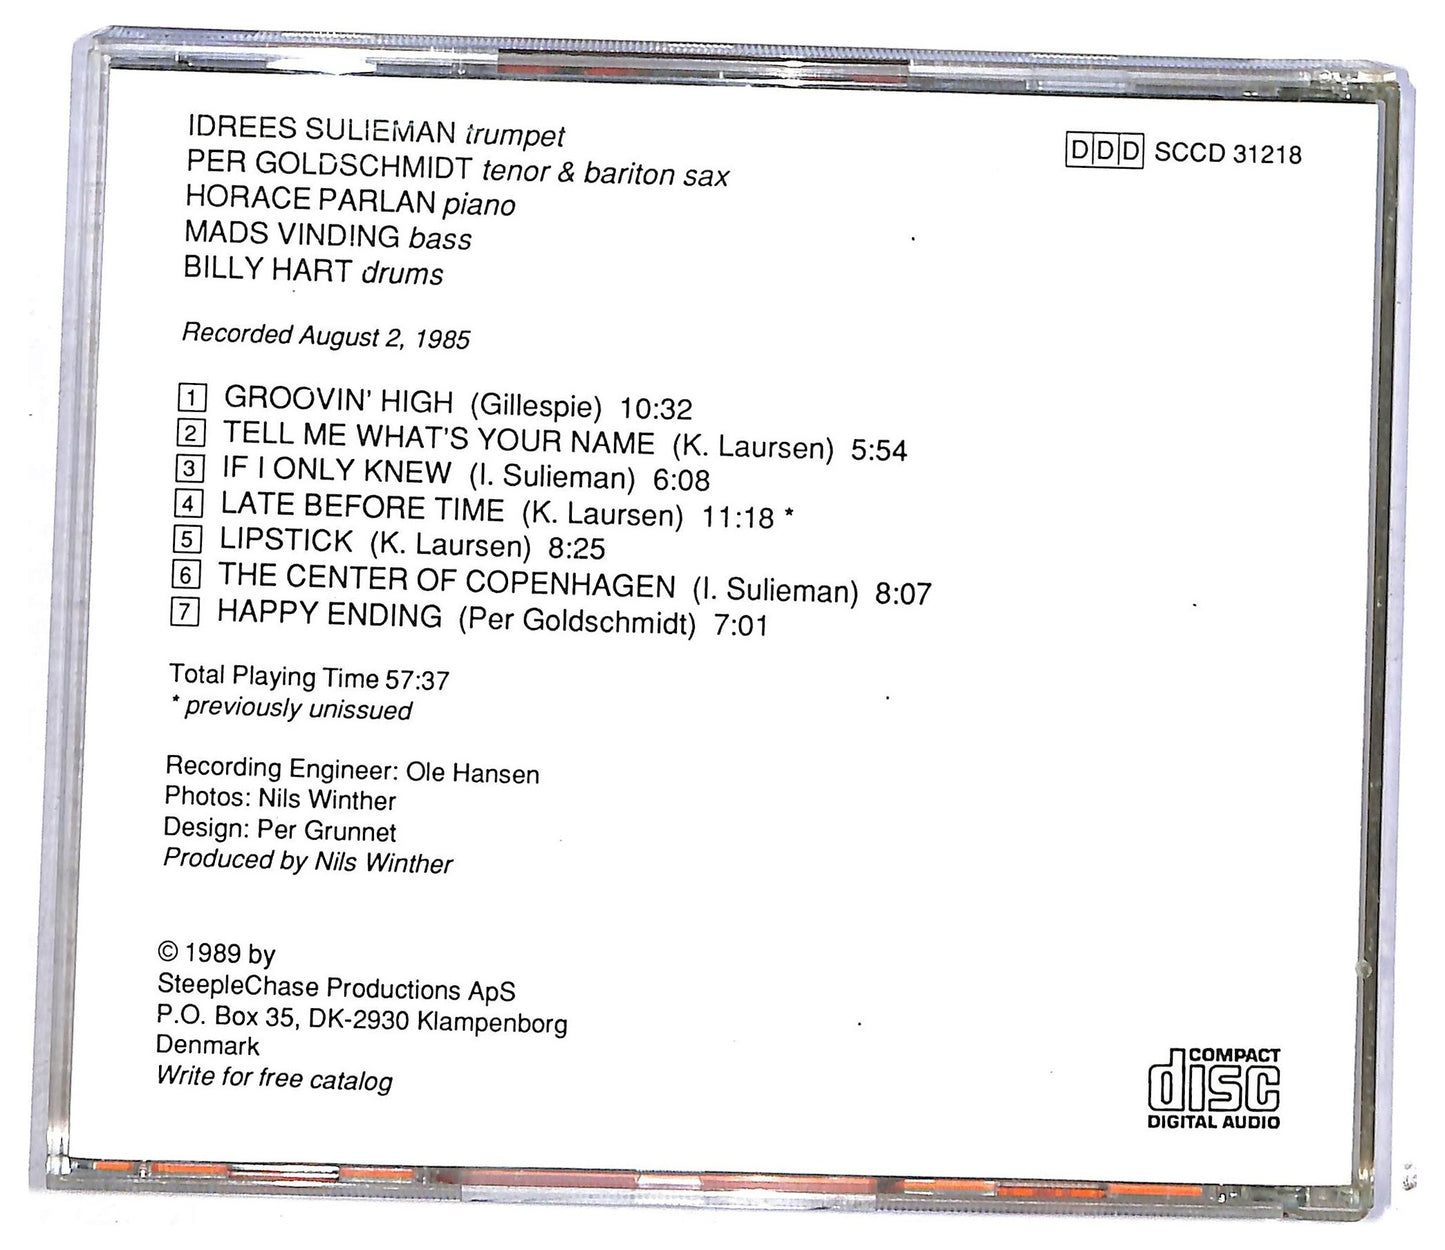 IDREES SULIEMAN trumpet
PER GOLDSCHMIDT tenor & bariton sax
HORACE PARLAN piano
MADS VINDING bass
BILLY HART drums
DDD SCCD 31218
Recorded August 2, 1985
1 GROOVIN' HIGH (Gillespie) 10:32
2 TELL ME WHAT'S YOUR NAME (K. Laursen) 5:54
3 IF I ONLY KNEW (I. Sulieman) 6:08
4 LATE BEFORE TIME (K. Laursen) 11:18 *
5 LIPSTICK (K. Laursen) 8:25
6 THE CENTER OF COPENHAGEN (I. Sulieman) 8:07
7 HAPPY ENDING (Per Goldschmidt) 7:01
Total Playing Time 57:37
* previously unissued
Recording Engineer: Ole Hansen
Photos: Nils Winther
Design: Per Grunnet
Produced by Nils Winther
© 1989 by
SteepleChase Productions ApS
P.O. Box 35, DK-2930 Klampenborg
Denmark
Write for free catalog
COMPACT
disc
DIGITAL AUDIO